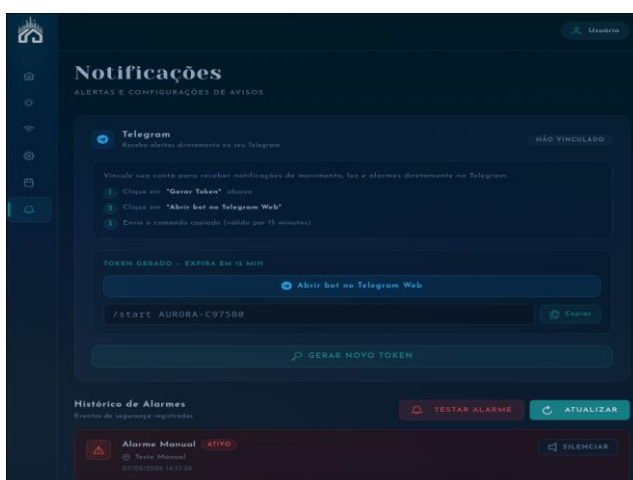 Usuário
Notificações
ALERTAS E CONFIGURAÇÕES DE AVISOS
Telegram
Receba alertas diretamente no seu Telegram
NÃO VINCULADO
Vincule sua conta para receber notificações de movimento, luz e alarmes diretamente no Telegram.
1 Clique em "Gerar Token" abaixo
2 Clique em "Abrir bot no Telegram Web"
3 Envie o comando copiado (válido por 15 minutos)
TOKEN GERADO — EXPIRA EM 15 MIN
Abrir bot no Telegram Web
/start AURORA-C97580
Copiar
GERAR NOVO TOKEN
Histórico de Alarmes
Eventos de segurança registrados
TESTAR ALARME
ATUALIZAR
Alarme Manual ATIVO
Teste Manual
SILENCIAR